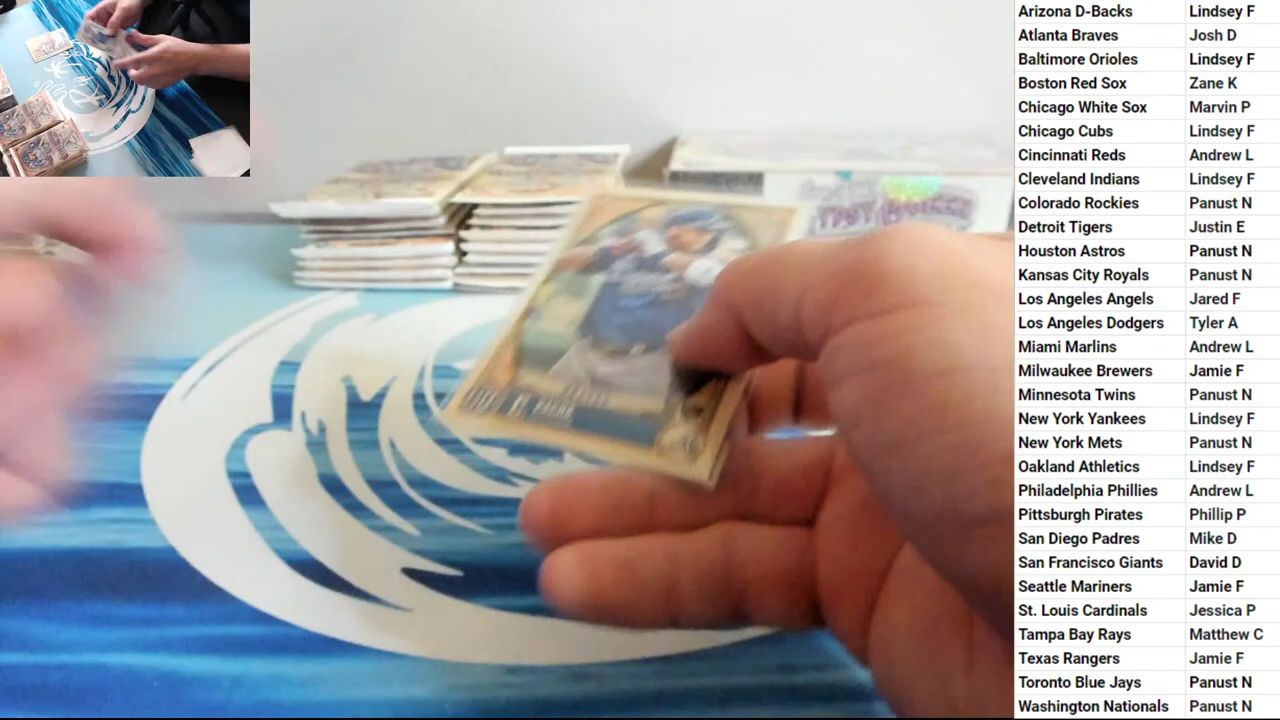 Arizona D-Backs Lindsey F
Atlanta Braves Josh D
Baltimore Orioles Lindsey F
Boston Red Sox Zane K
Chicago White Sox Marvin P
Chicago Cubs Lindsey F
Cincinnati Reds Andrew L
Cleveland Indians Lindsey F
Colorado Rockies Panust N
Detroit Tigers Justin E
Houston Astros Panust N
Kansas City Royals Panust N
Los Angeles Angels Jared F
Los Angeles Dodgers Tyler A
Miami Marlins Andrew L
Milwaukee Brewers Jamie F
Minnesota Twins Panust N
New York Yankees Lindsey F
New York Mets Panust N
Oakland Athletics Lindsey F
Philadelphia Phillies Andrew L
Pittsburgh Pirates Phillip P
San Diego Padres Mike D
San Francisco Giants David D
Seattle Mariners Jamie F
St. Louis Cardinals Jessica P
Tampa Bay Rays Matthew C
Texas Rangers Jamie F
Toronto Blue Jays Panust N
Washington Nationals Panust N